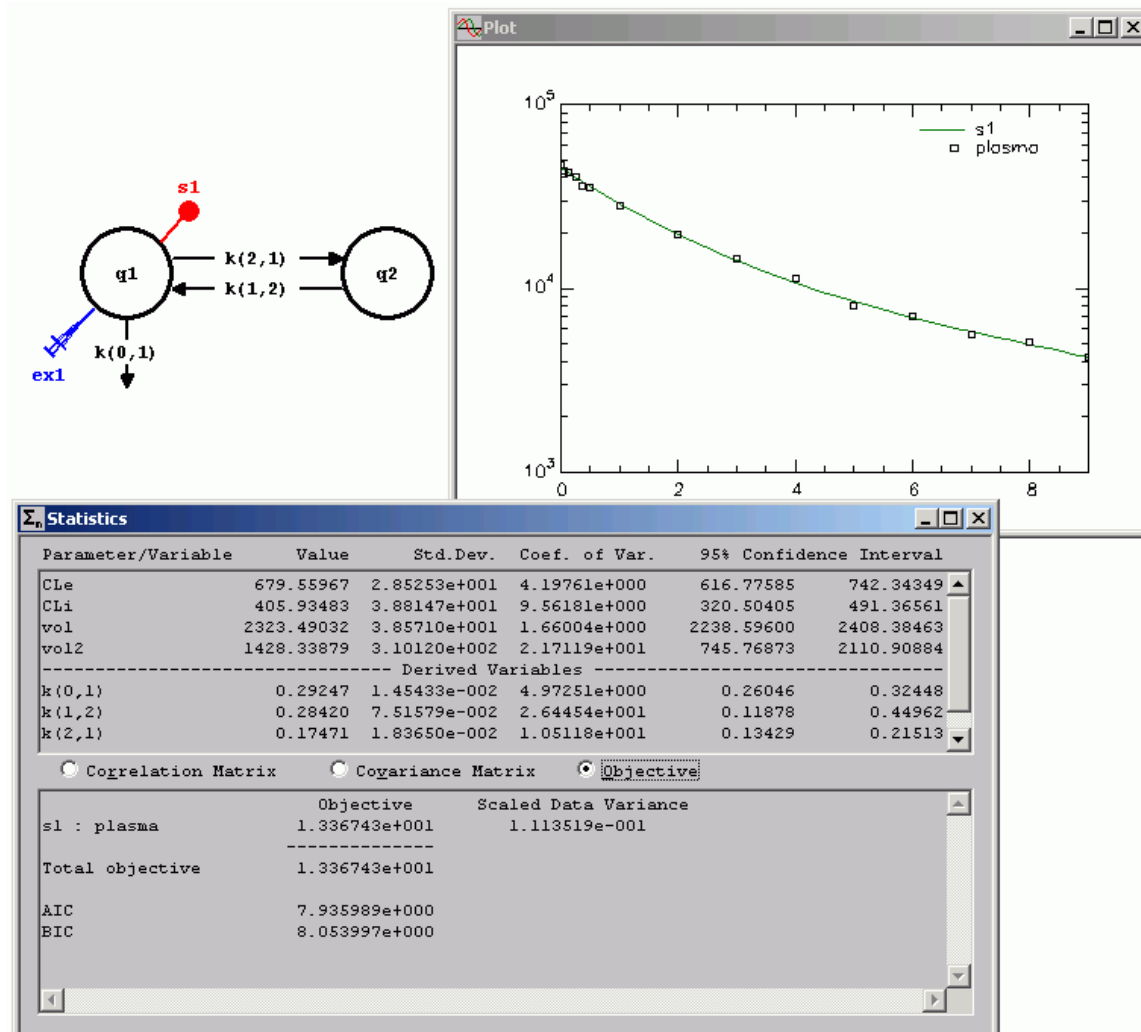 Plot
10^5
s1
plasma
10^4
10^3
0 2 4 6 8
s1
q1
k(2,1)
k(1,2)
q2
k(0,1)
ex1
Σn Statistics
Parameter/Variable Value Std.Dev. Coef. of Var. 95% Confidence Interval
CLe 679.55967 2.85253e+001 4.19761e+000 616.77585 742.34349
CLi 405.93483 3.88147e+001 9.56181e+000 320.50405 491.36561
vol 2323.49032 3.85710e+001 1.66004e+000 2238.59600 2408.38463
vol2 1428.33879 3.10120e+002 2.17119e+001 745.76873 2110.90884
---------------------------------- Derived Variables ----------------------------------
k(0,1) 0.29247 1.45433e-002 4.97251e+000 0.26046 0.32448
k(1,2) 0.28420 7.51579e-002 2.64454e+001 0.11878 0.44962
k(2,1) 0.17471 1.83650e-002 1.05118e+001 0.13429 0.21513
Correlation Matrix Covariance Matrix Objective
Objective Scaled Data Variance
s1 : plasma 1.336743e+001 1.113519e-001
--------------
Total objective 1.336743e+001
AIC 7.935989e+000
BIC 8.053997e+000